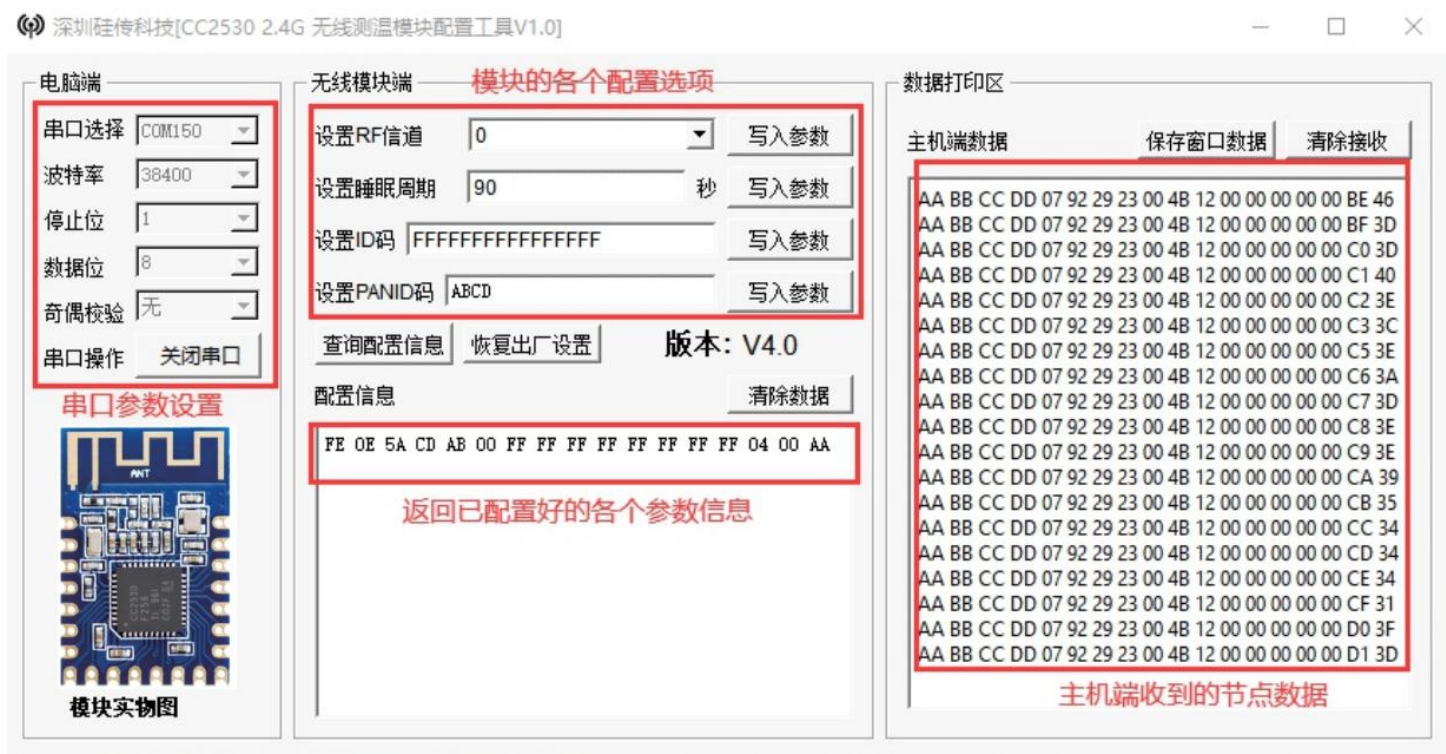 深圳硅传科技[CC2530 2.4G 无线测温模块配置工具V1.0]
电脑端
串口选择 COM150
波特率 38400
停止位 1
数据位 8
奇偶校验 无
串口操作 关闭串口
串口参数设置
ANT
CC2530
F256
模块实物图
无线模块端
模块的各个配置选项
设置RF信道 0 写入参数
设置睡眠周期 90 秒 写入参数
设置ID码 FFFFFFFFFFFFFFFF 写入参数
设置PANID码 ABCD 写入参数
查询配置信息 恢复出厂设置 版本: V4.0
配置信息 清除数据
FE 0E 5A CD AB 00 FF FF FF FF FF FF FF FF 04 00 AA
返回已配置好的各个参数信息
数据打印区
主机端数据 保存窗口数据 清除接收
AA BB CC DD 07 92 29 23 00 4B 12 00 00 00 00 00 BE 46
AA BB CC DD 07 92 29 23 00 4B 12 00 00 00 00 00 BF 3D
AA BB CC DD 07 92 29 23 00 4B 12 00 00 00 00 00 C0 3D
AA BB CC DD 07 92 29 23 00 4B 12 00 00 00 00 00 C1 40
AA BB CC DD 07 92 29 23 00 4B 12 00 00 00 00 00 C2 3E
AA BB CC DD 07 92 29 23 00 4B 12 00 00 00 00 00 C3 3C
AA BB CC DD 07 92 29 23 00 4B 12 00 00 00 00 00 C5 3E
AA BB CC DD 07 92 29 23 00 4B 12 00 00 00 00 00 C6 3A
AA BB CC DD 07 92 29 23 00 4B 12 00 00 00 00 00 C7 3D
AA BB CC DD 07 92 29 23 00 4B 12 00 00 00 00 00 C8 3E
AA BB CC DD 07 92 29 23 00 4B 12 00 00 00 00 00 C9 3E
AA BB CC DD 07 92 29 23 00 4B 12 00 00 00 00 00 CA 39
AA BB CC DD 07 92 29 23 00 4B 12 00 00 00 00 00 CB 35
AA BB CC DD 07 92 29 23 00 4B 12 00 00 00 00 00 CC 34
AA BB CC DD 07 92 29 23 00 4B 12 00 00 00 00 00 CD 34
AA BB CC DD 07 92 29 23 00 4B 12 00 00 00 00 00 CE 34
AA BB CC DD 07 92 29 23 00 4B 12 00 00 00 00 00 CF 31
AA BB CC DD 07 92 29 23 00 4B 12 00 00 00 00 00 D0 3F
AA BB CC DD 07 92 29 23 00 4B 12 00 00 00 00 00 D1 3D
主机端收到的节点数据